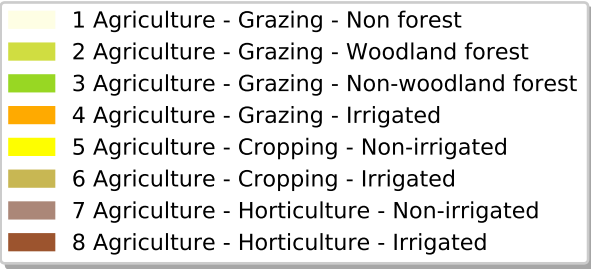 1 Agriculture - Grazing - Non forest
2 Agriculture - Grazing - Woodland forest
3 Agriculture - Grazing - Non-woodland forest
4 Agriculture - Grazing - Irrigated
5 Agriculture - Cropping - Non-irrigated
6 Agriculture - Cropping - Irrigated
7 Agriculture - Horticulture - Non-irrigated
8 Agriculture - Horticulture - Irrigated